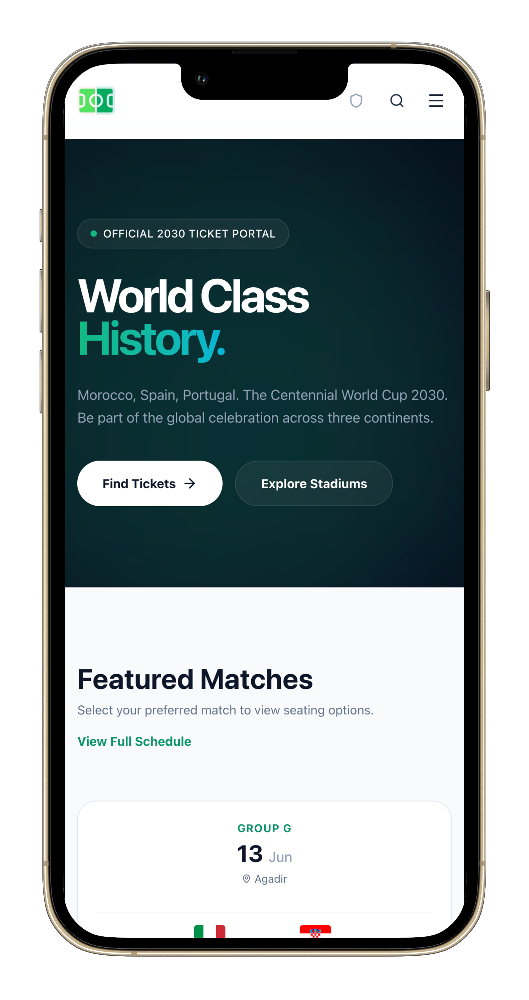 OFFICIAL 2030 TICKET PORTAL
World Class
History.
Morocco, Spain, Portugal. The Centennial World Cup 2030.
Be part of the global celebration across three continents.
Find Tickets
Explore Stadiums
Featured Matches
Select your preferred match to view seating options.
View Full Schedule
GROUP G
13 Jun
Agadir